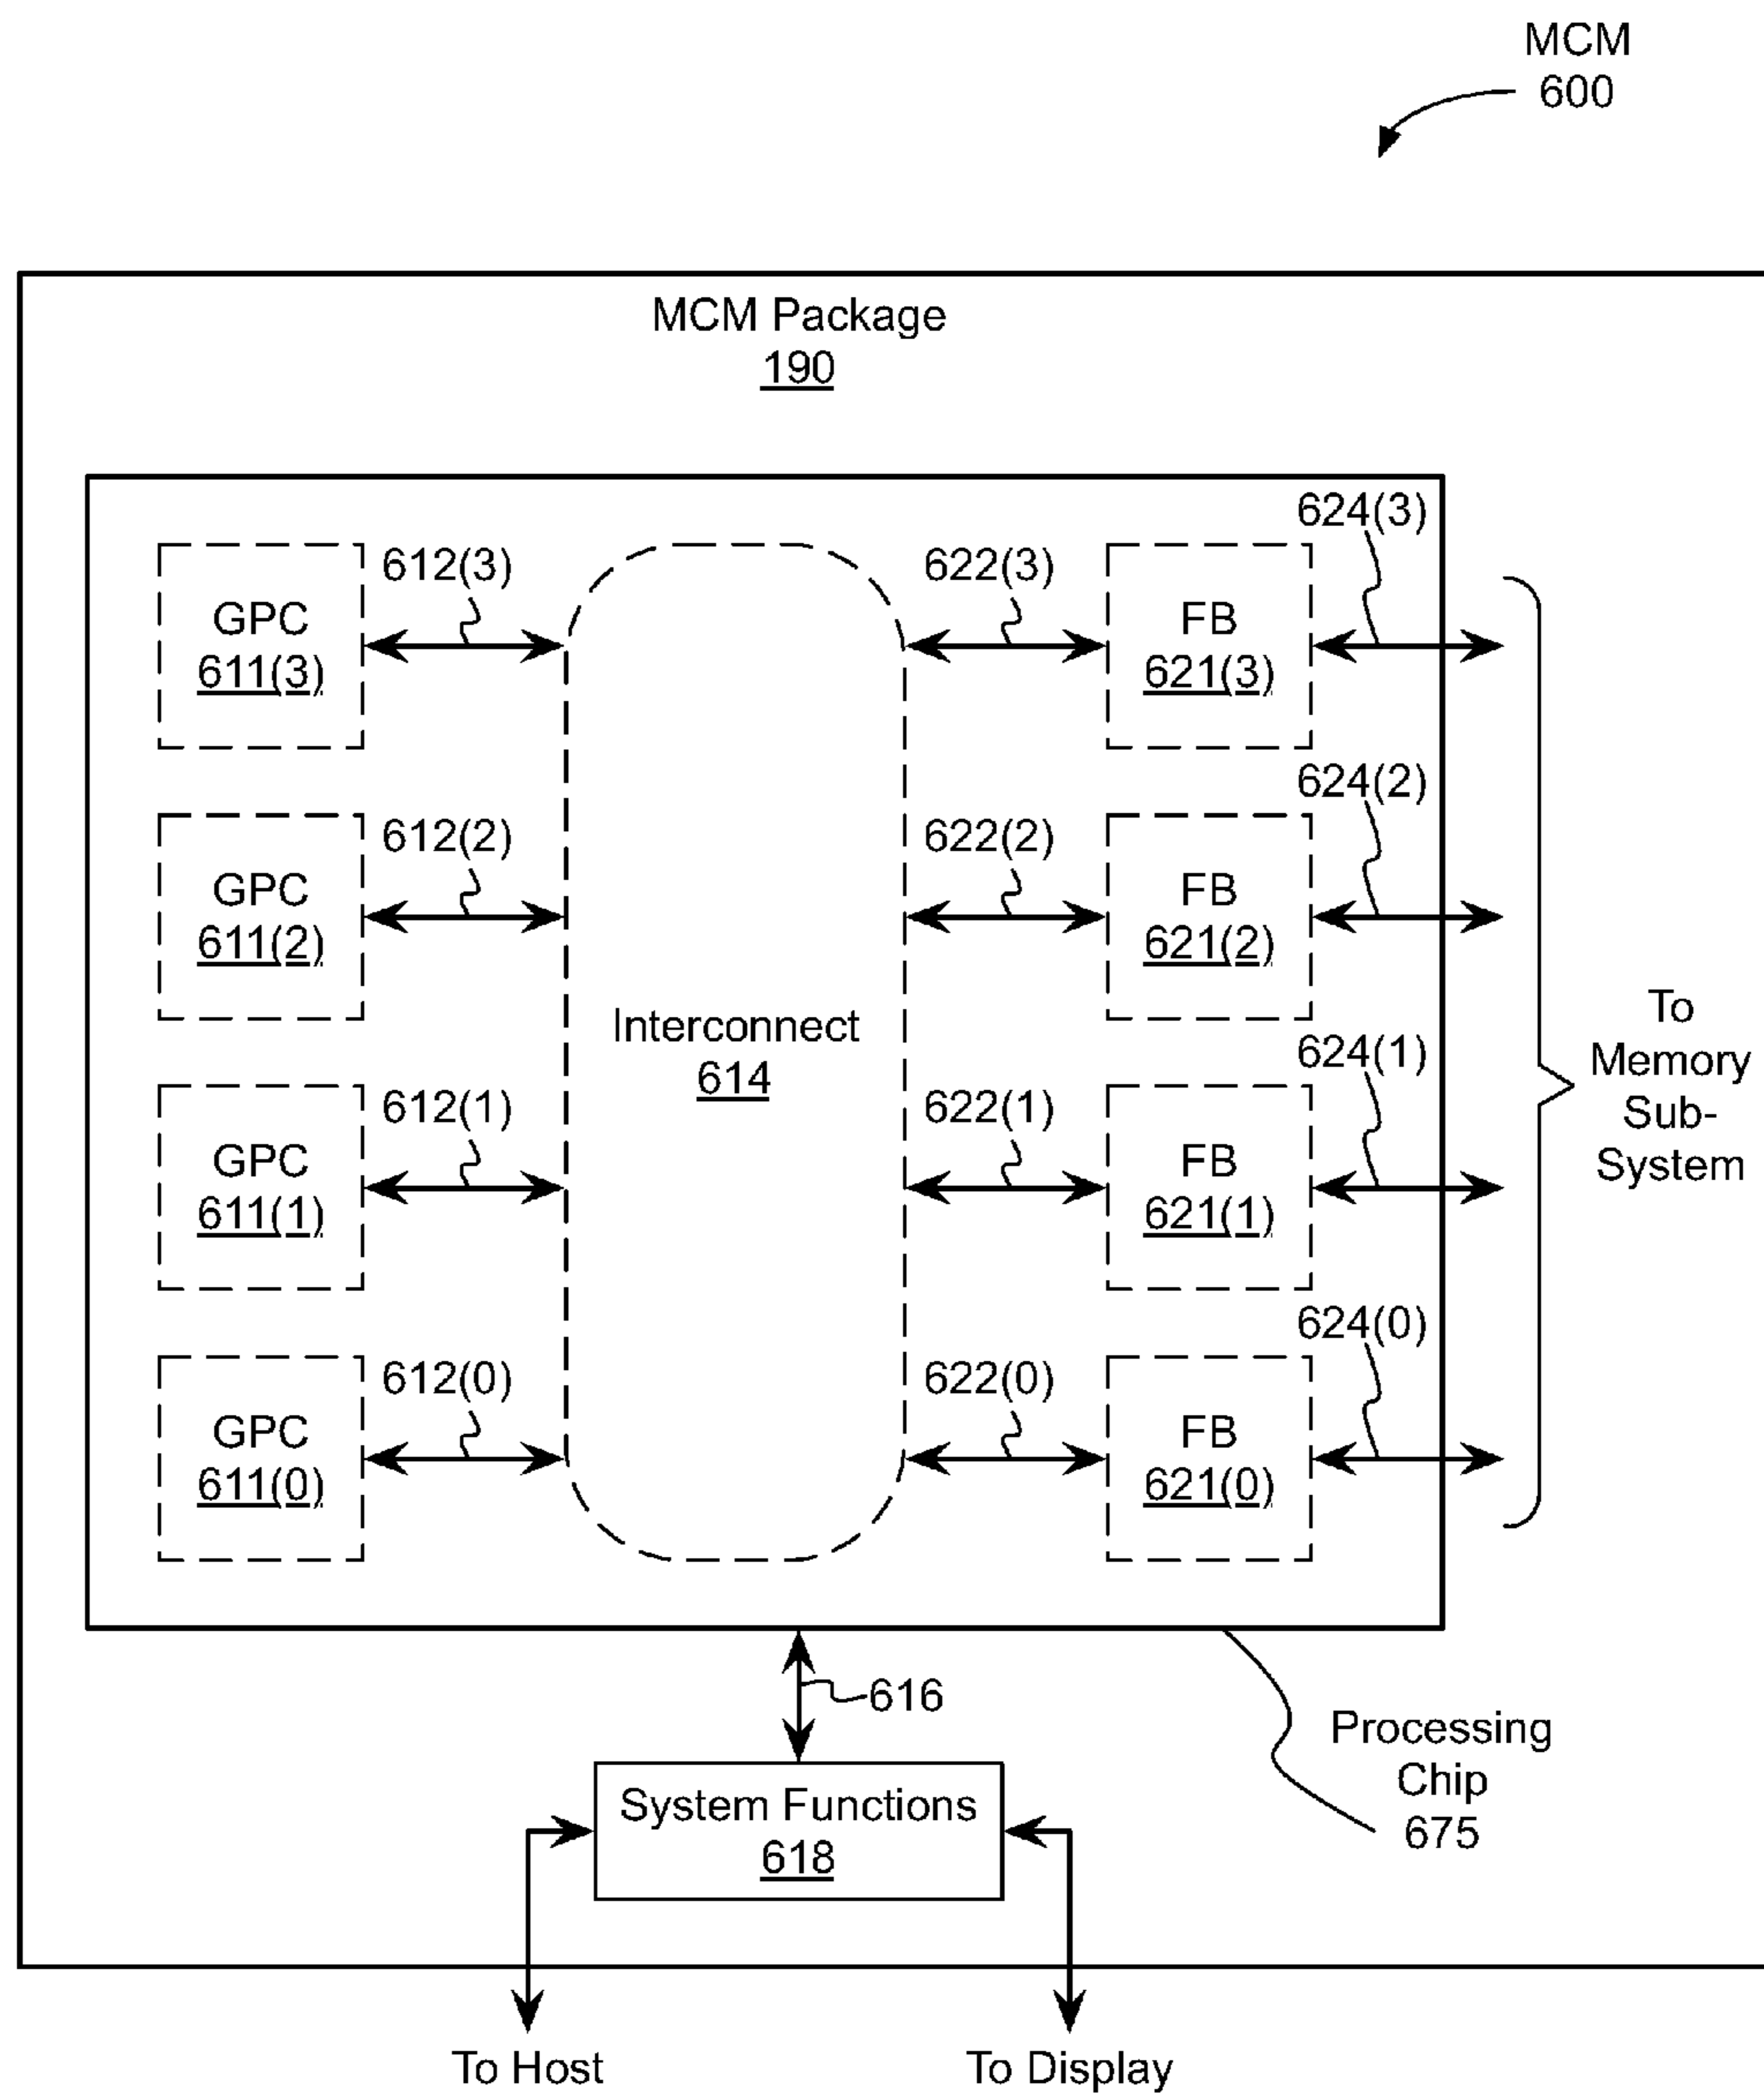 MCM
600
MCM Package
190
624(3)
612(3)
622(3)
GPC
611(3)
FB
621(3)
624(2)
612(2)
622(2)
GPC
611(2)
FB
621(2)
Interconnect
614
To
Memory
Sub-
System
624(1)
612(1)
622(1)
GPC
611(1)
FB
621(1)
624(0)
612(0)
622(0)
GPC
611(0)
FB
621(0)
616
Processing
Chip
675
System Functions
618
To Host
To Display